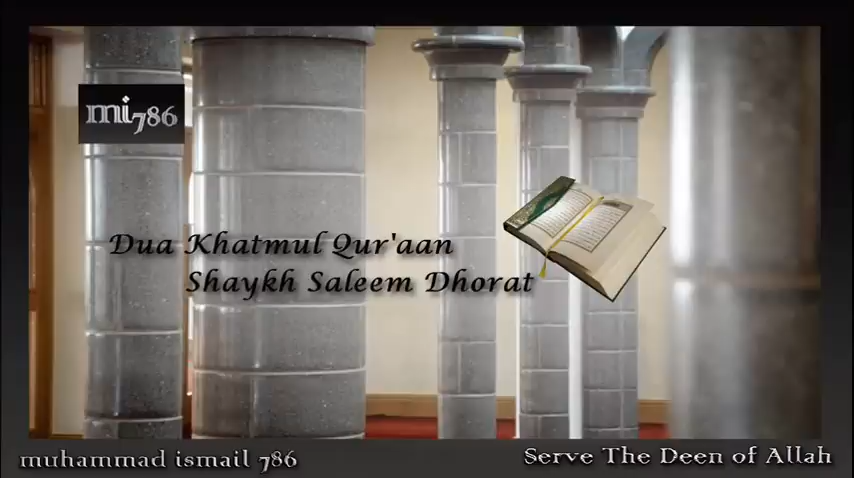 mi786
Dua Khatmul Qur'aan
Shaykh Saleem Dhorat
muhammad ismail 786
Serve The Deen of Allah